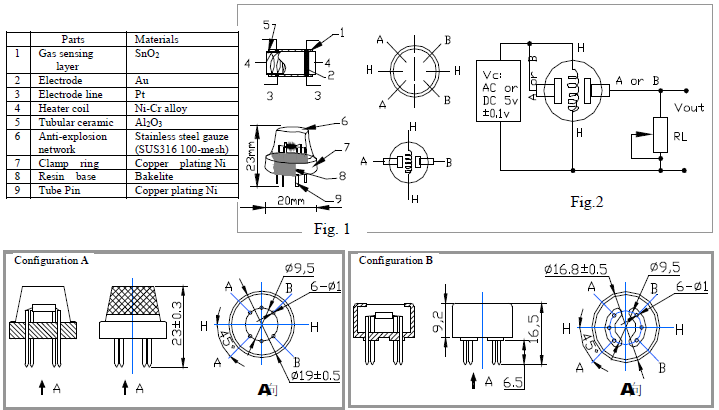 Parts Materials
1 Gas sensing layer SnO2
2 Electrode Au
3 Electrode line Pt
4 Heater coil Ni-Cr alloy
5 Tubular ceramic Al2O3
6 Anti-explosion network Stainless steel gauze (SUS316 100-mesh)
7 Clamp ring Copper plating Ni
8 Resin base Bakelite
9 Tube Pin Copper plating Ni
5 1
4 4
2
3 3
6
7
8
9
23mm
20mm
A B
H H
A B
H
A B
H
Fig. 1
Vc:
AC or
DC 5v
±0.1v
A or B
H
H
A or B
Vout
RL
Fig.2
Configuration A
A
A
23±0.3
Ø9,5
6-Ø1
A B
H H
45°
A B
Ø19±0.5
A向
Configuration B
9,2
16,5
6.5
A
Ø16.8±0.5
Ø9,5
6-Ø1
A B
H H
45°
A B
A向